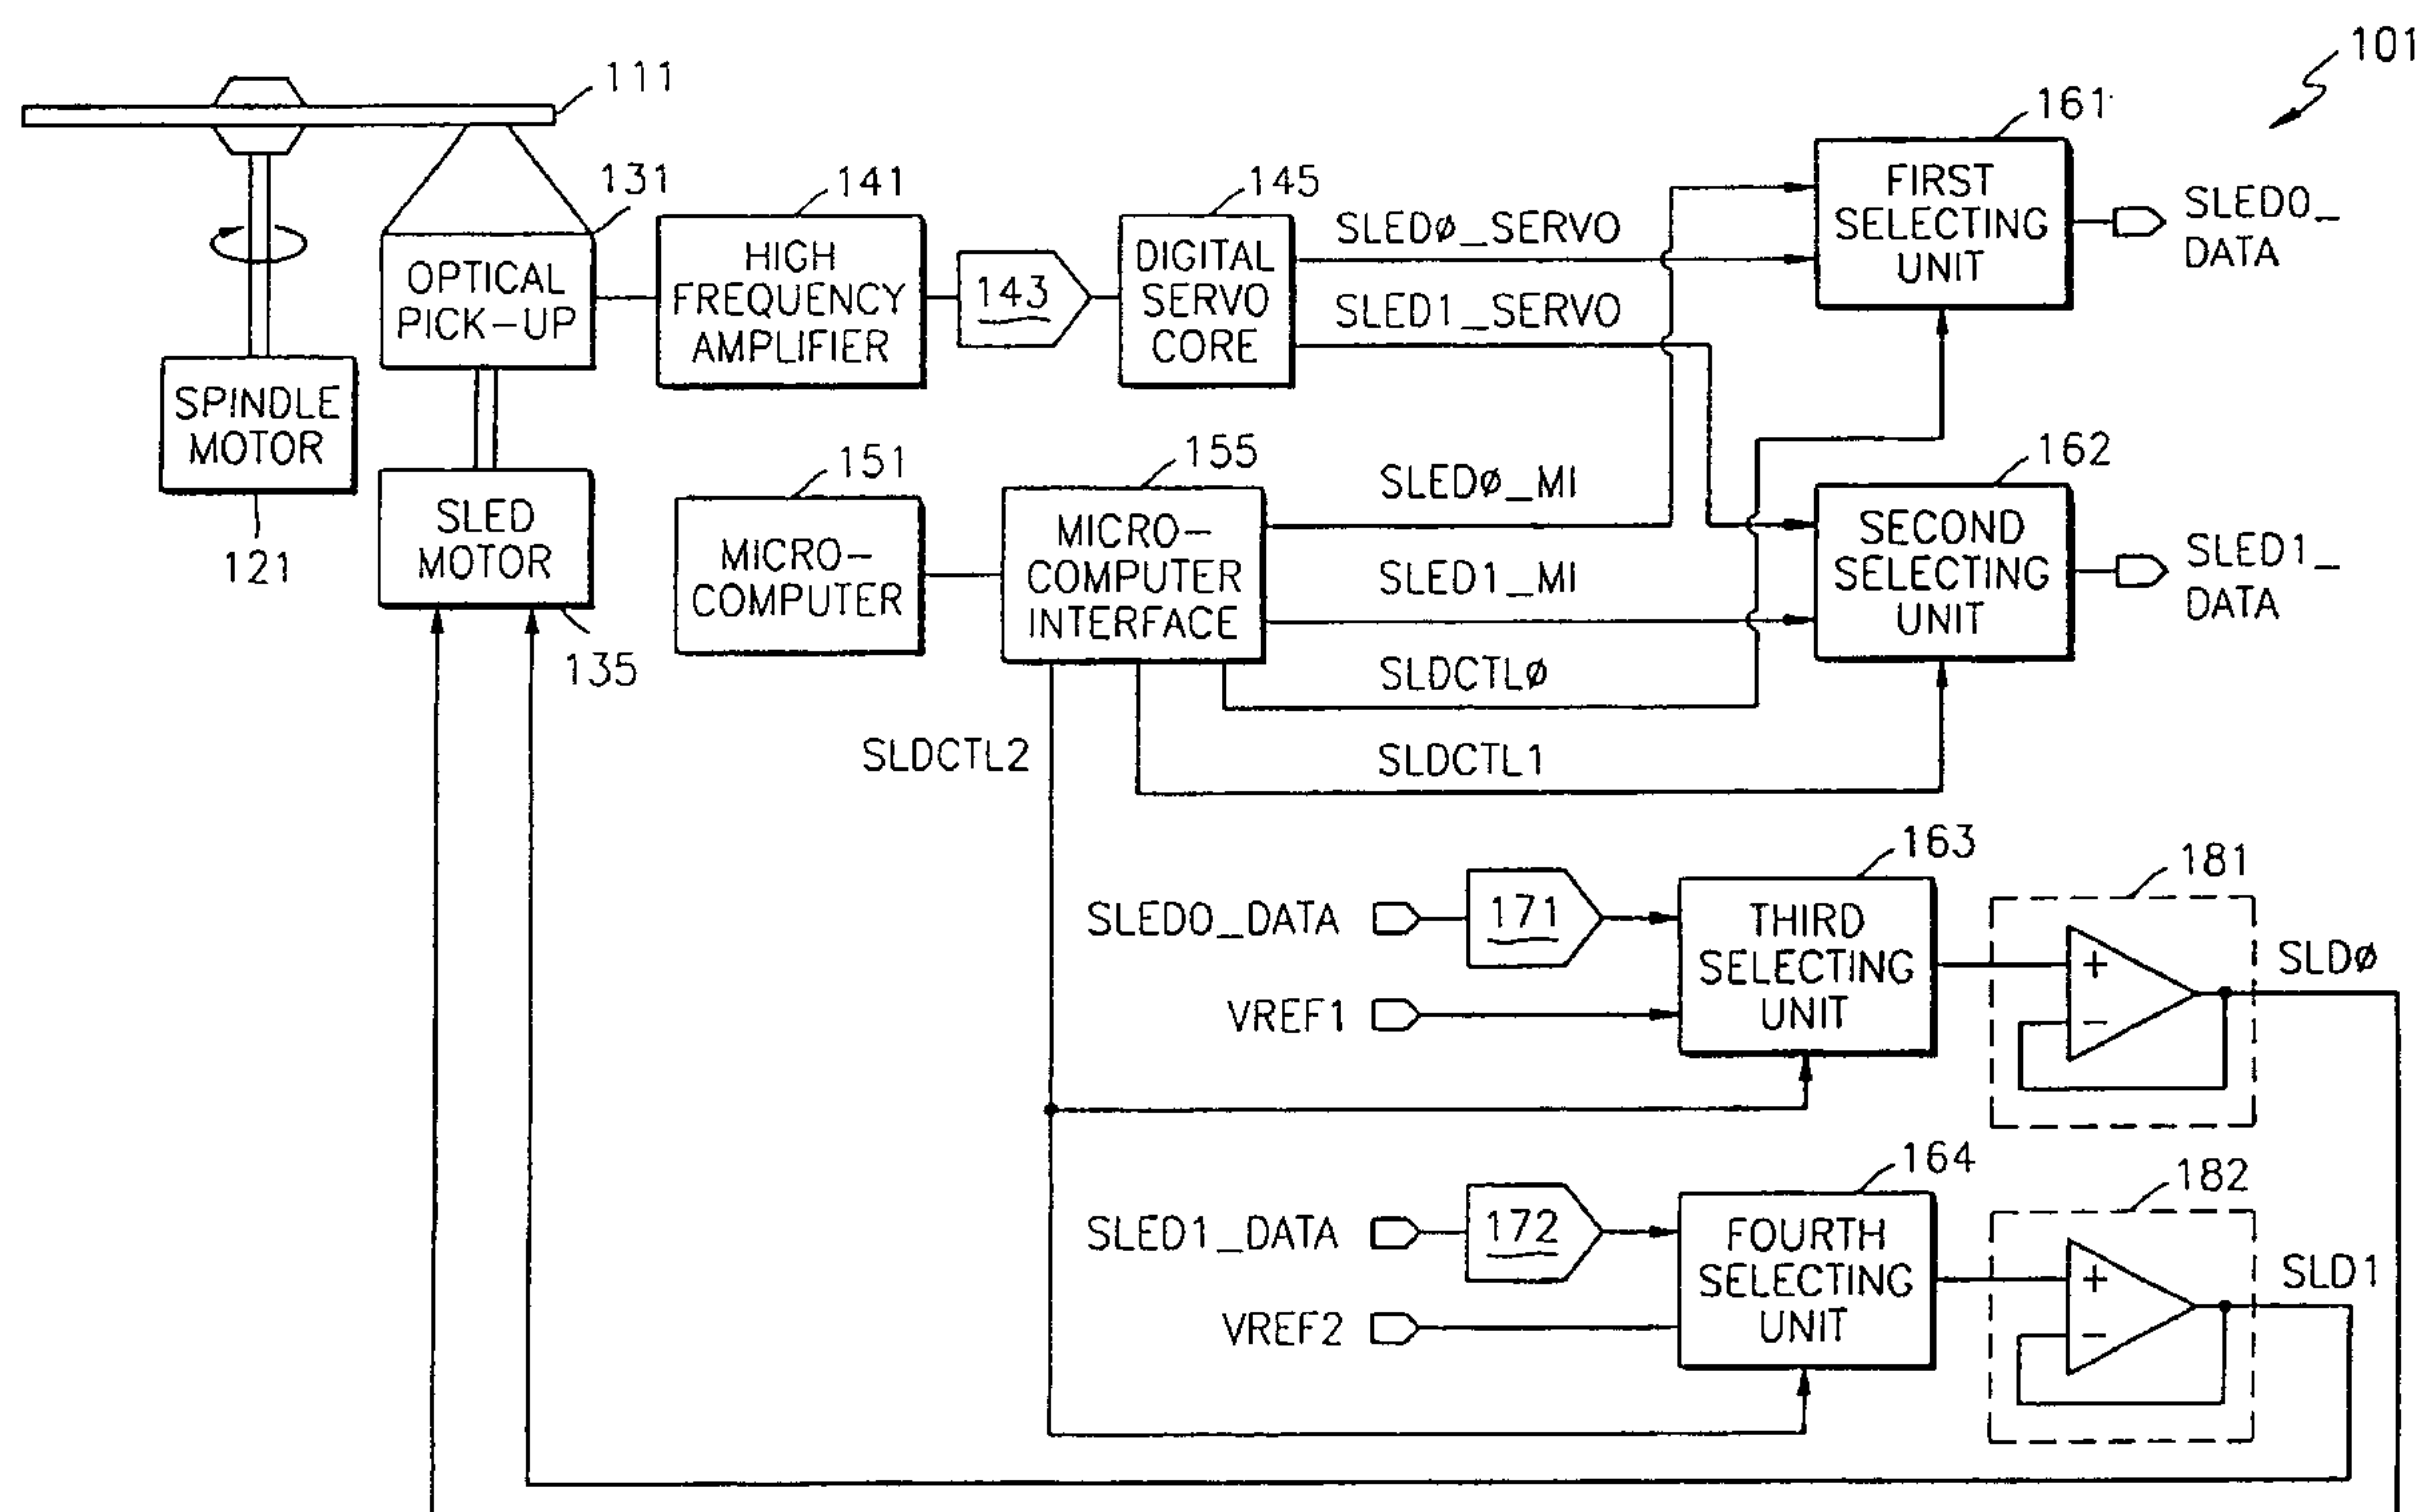 101
111
161
131
141
145
FIRST
SELECTING
UNIT
SLED0_
DATA
SLEDø_SERVO
HIGH
FREQUENCY
AMPLIFIER
143
DIGITAL
SERVO
CORE
OPTICAL
PICK-UP
SLED1_SERVO
SPINDLE
MOTOR
121
151
155
162
SLEDø_MI
SLED
MOTOR
135
MICRO-
COMPUTER
MICRO-
COMPUTER
INTERFACE
SECOND
SELECTING
UNIT
SLED1_
DATA
SLED1_MI
SLDCTLø
SLDCTL2
SLDCTL1
163
181
SLED0_DATA
171
THIRD
SELECTING
UNIT
+
−
SLDø
VREF1
164
182
SLED1_DATA
172
FOURTH
SELECTING
UNIT
+
−
SLD1
VREF2